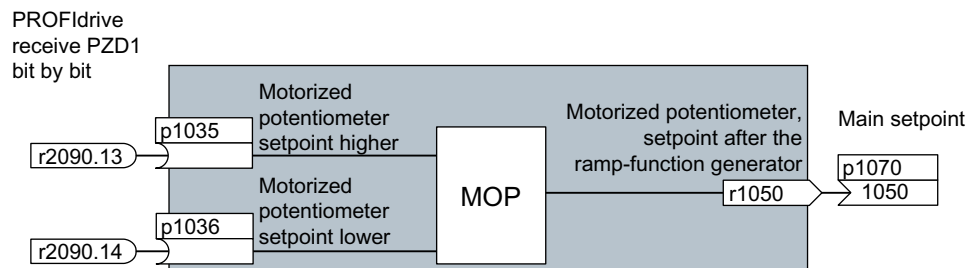 PROFIdrive
receive PZD1
bit by bit
Motorized
potentiometer
setpoint higher
p1035
r2090.13
Motorized
potentiometer
setpoint lower
p1036
r2090.14
MOP
Motorized potentiometer,
setpoint after the
ramp-function generator
r1050
Main setpoint
p1070
1050